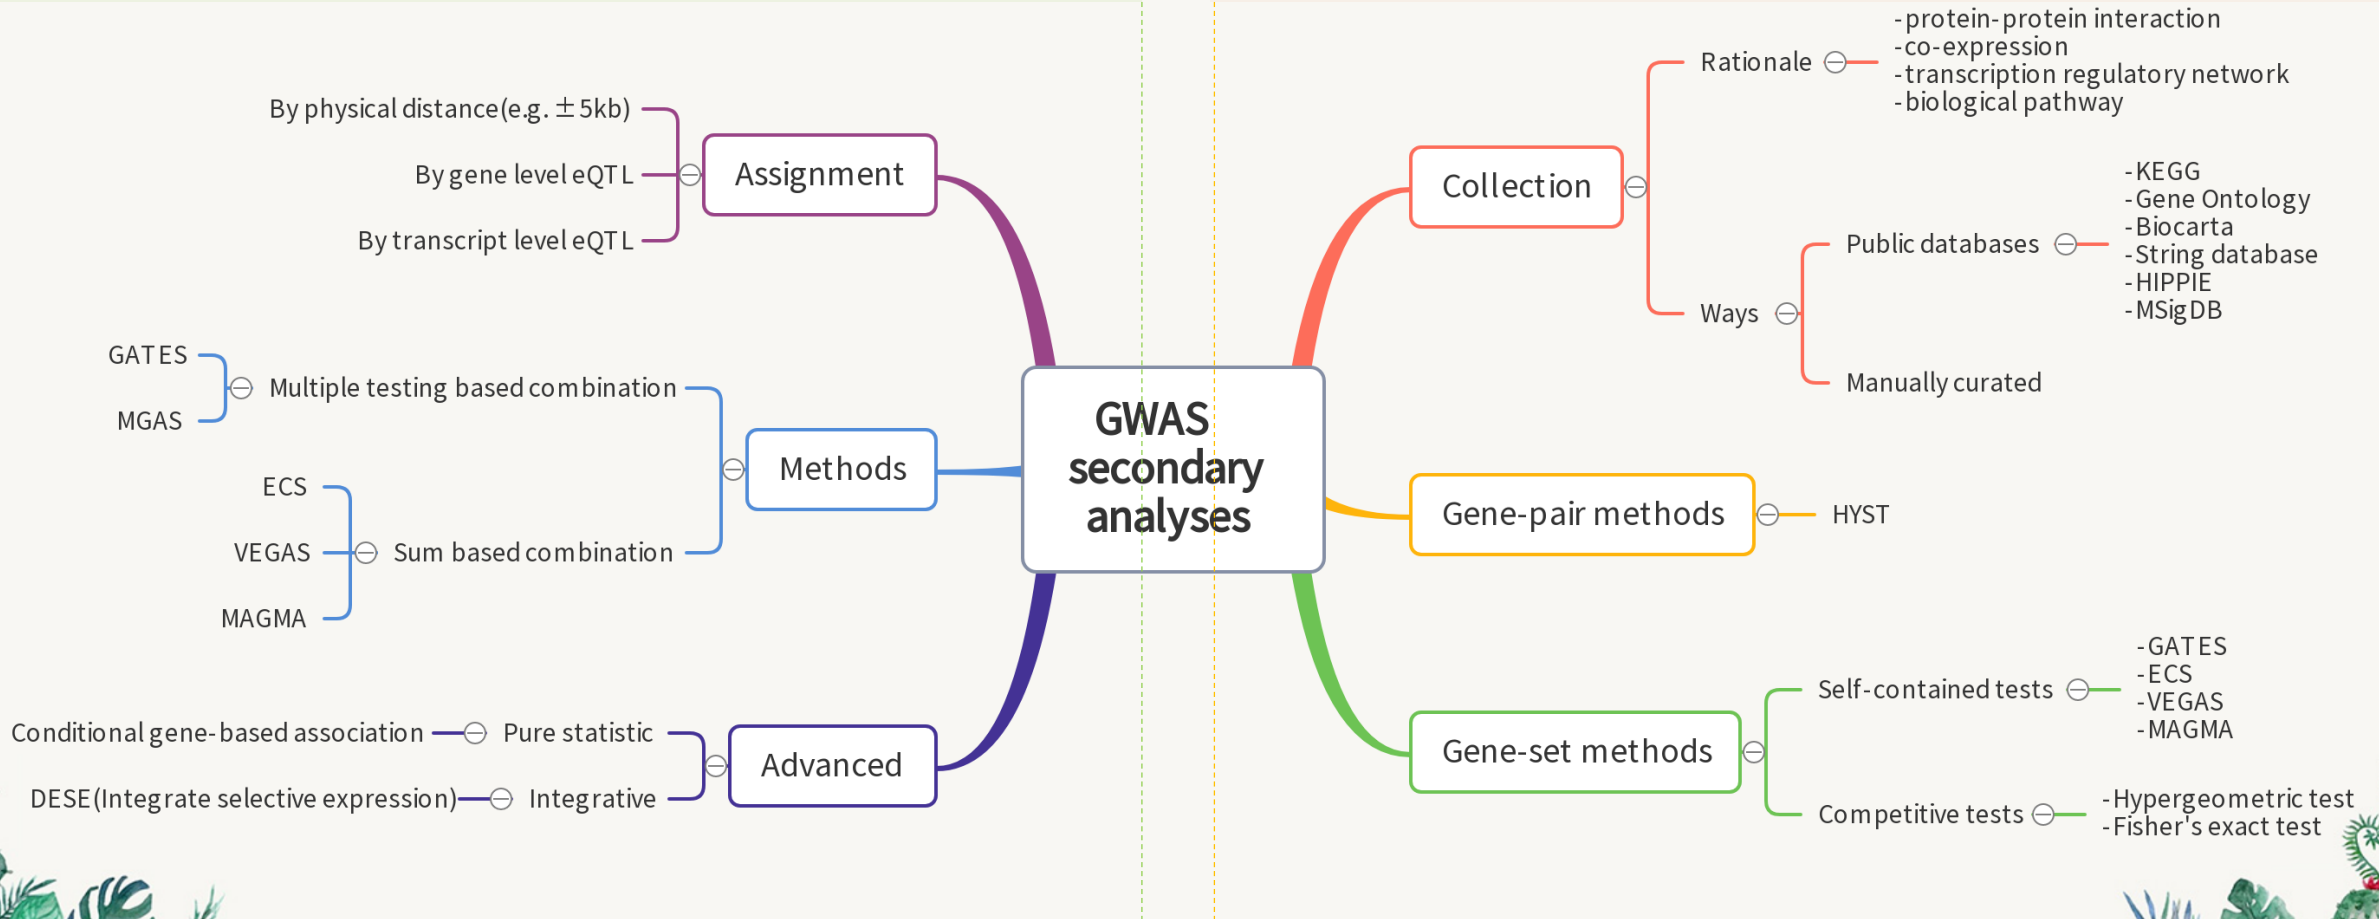 GWAS
secondary
analyses
Assignment
By physical distance(e.g. ±5kb)
By gene level eQTL
By transcript level eQTL
Methods
Multiple testing based combination
GATES
MGAS
Sum based combination
ECS
VEGAS
MAGMA
Advanced
Pure statistic
Conditional gene-based association
Integrative
DESE(Integrate selective expression)
Collection
Rationale
-protein-protein interaction
-co-expression
-transcription regulatory network
-biological pathway
Ways
Public databases
-KEGG
-Gene Ontology
-Biocarta
-String database
-HIPPIE
-MSigDB
Manually curated
Gene-pair methods
HYST
Gene-set methods
Self-contained tests
-GATES
-ECS
-VEGAS
-MAGMA
Competitive tests
-Hypergeometric test
-Fisher's exact test